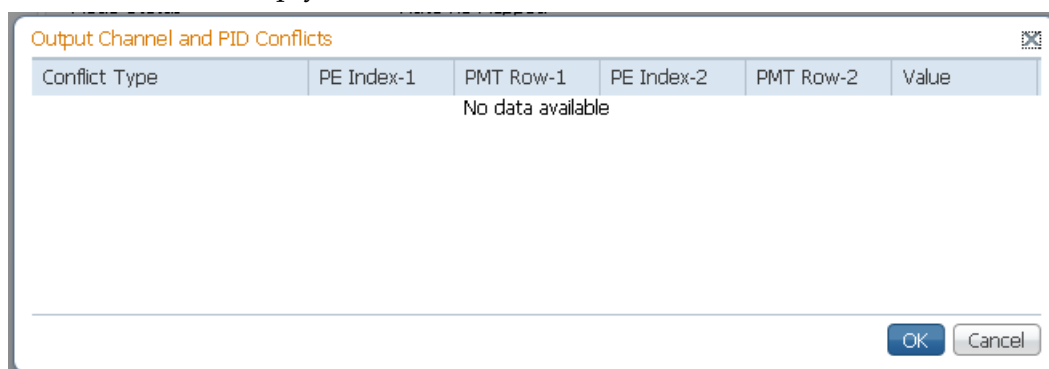 Output Channel and PID Conflicts
Conflict Type PE Index-1 PMT Row-1 PE Index-2 PMT Row-2 Value
No data available
OK Cancel